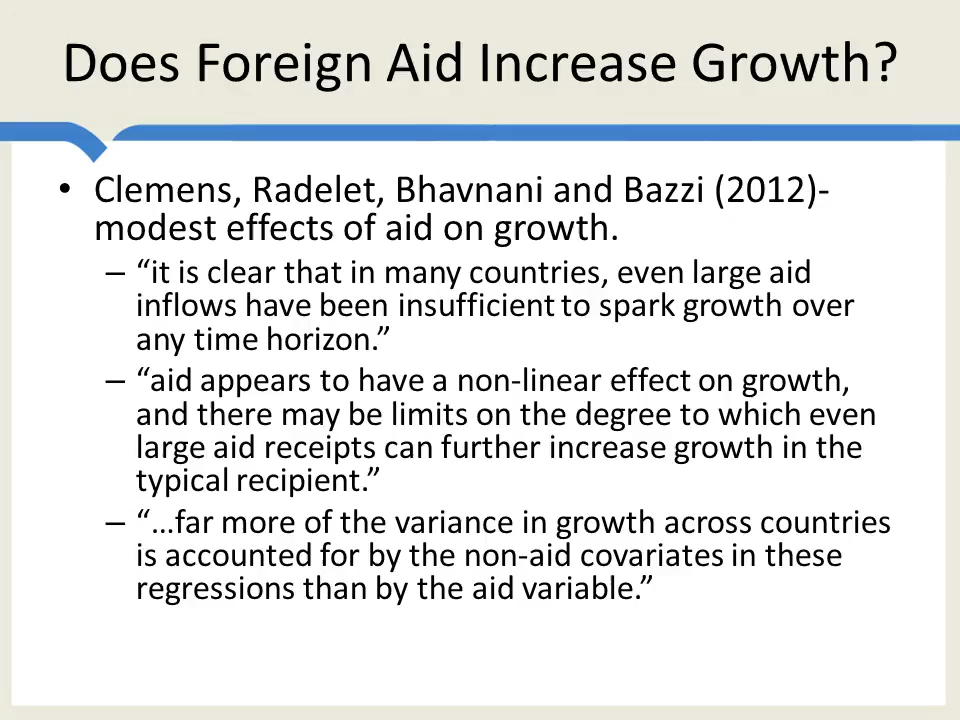 Does Foreign Aid Increase Growth?
• Clemens, Radelet, Bhavnani and Bazzi (2012)-
modest effects of aid on growth.
– “it is clear that in many countries, even large aid
inflows have been insufficient to spark growth over
any time horizon.”
– “aid appears to have a non-linear effect on growth,
and there may be limits on the degree to which even
large aid receipts can further increase growth in the
typical recipient.”
– “…far more of the variance in growth across countries
is accounted for by the non-aid covariates in these
regressions than by the aid variable.”